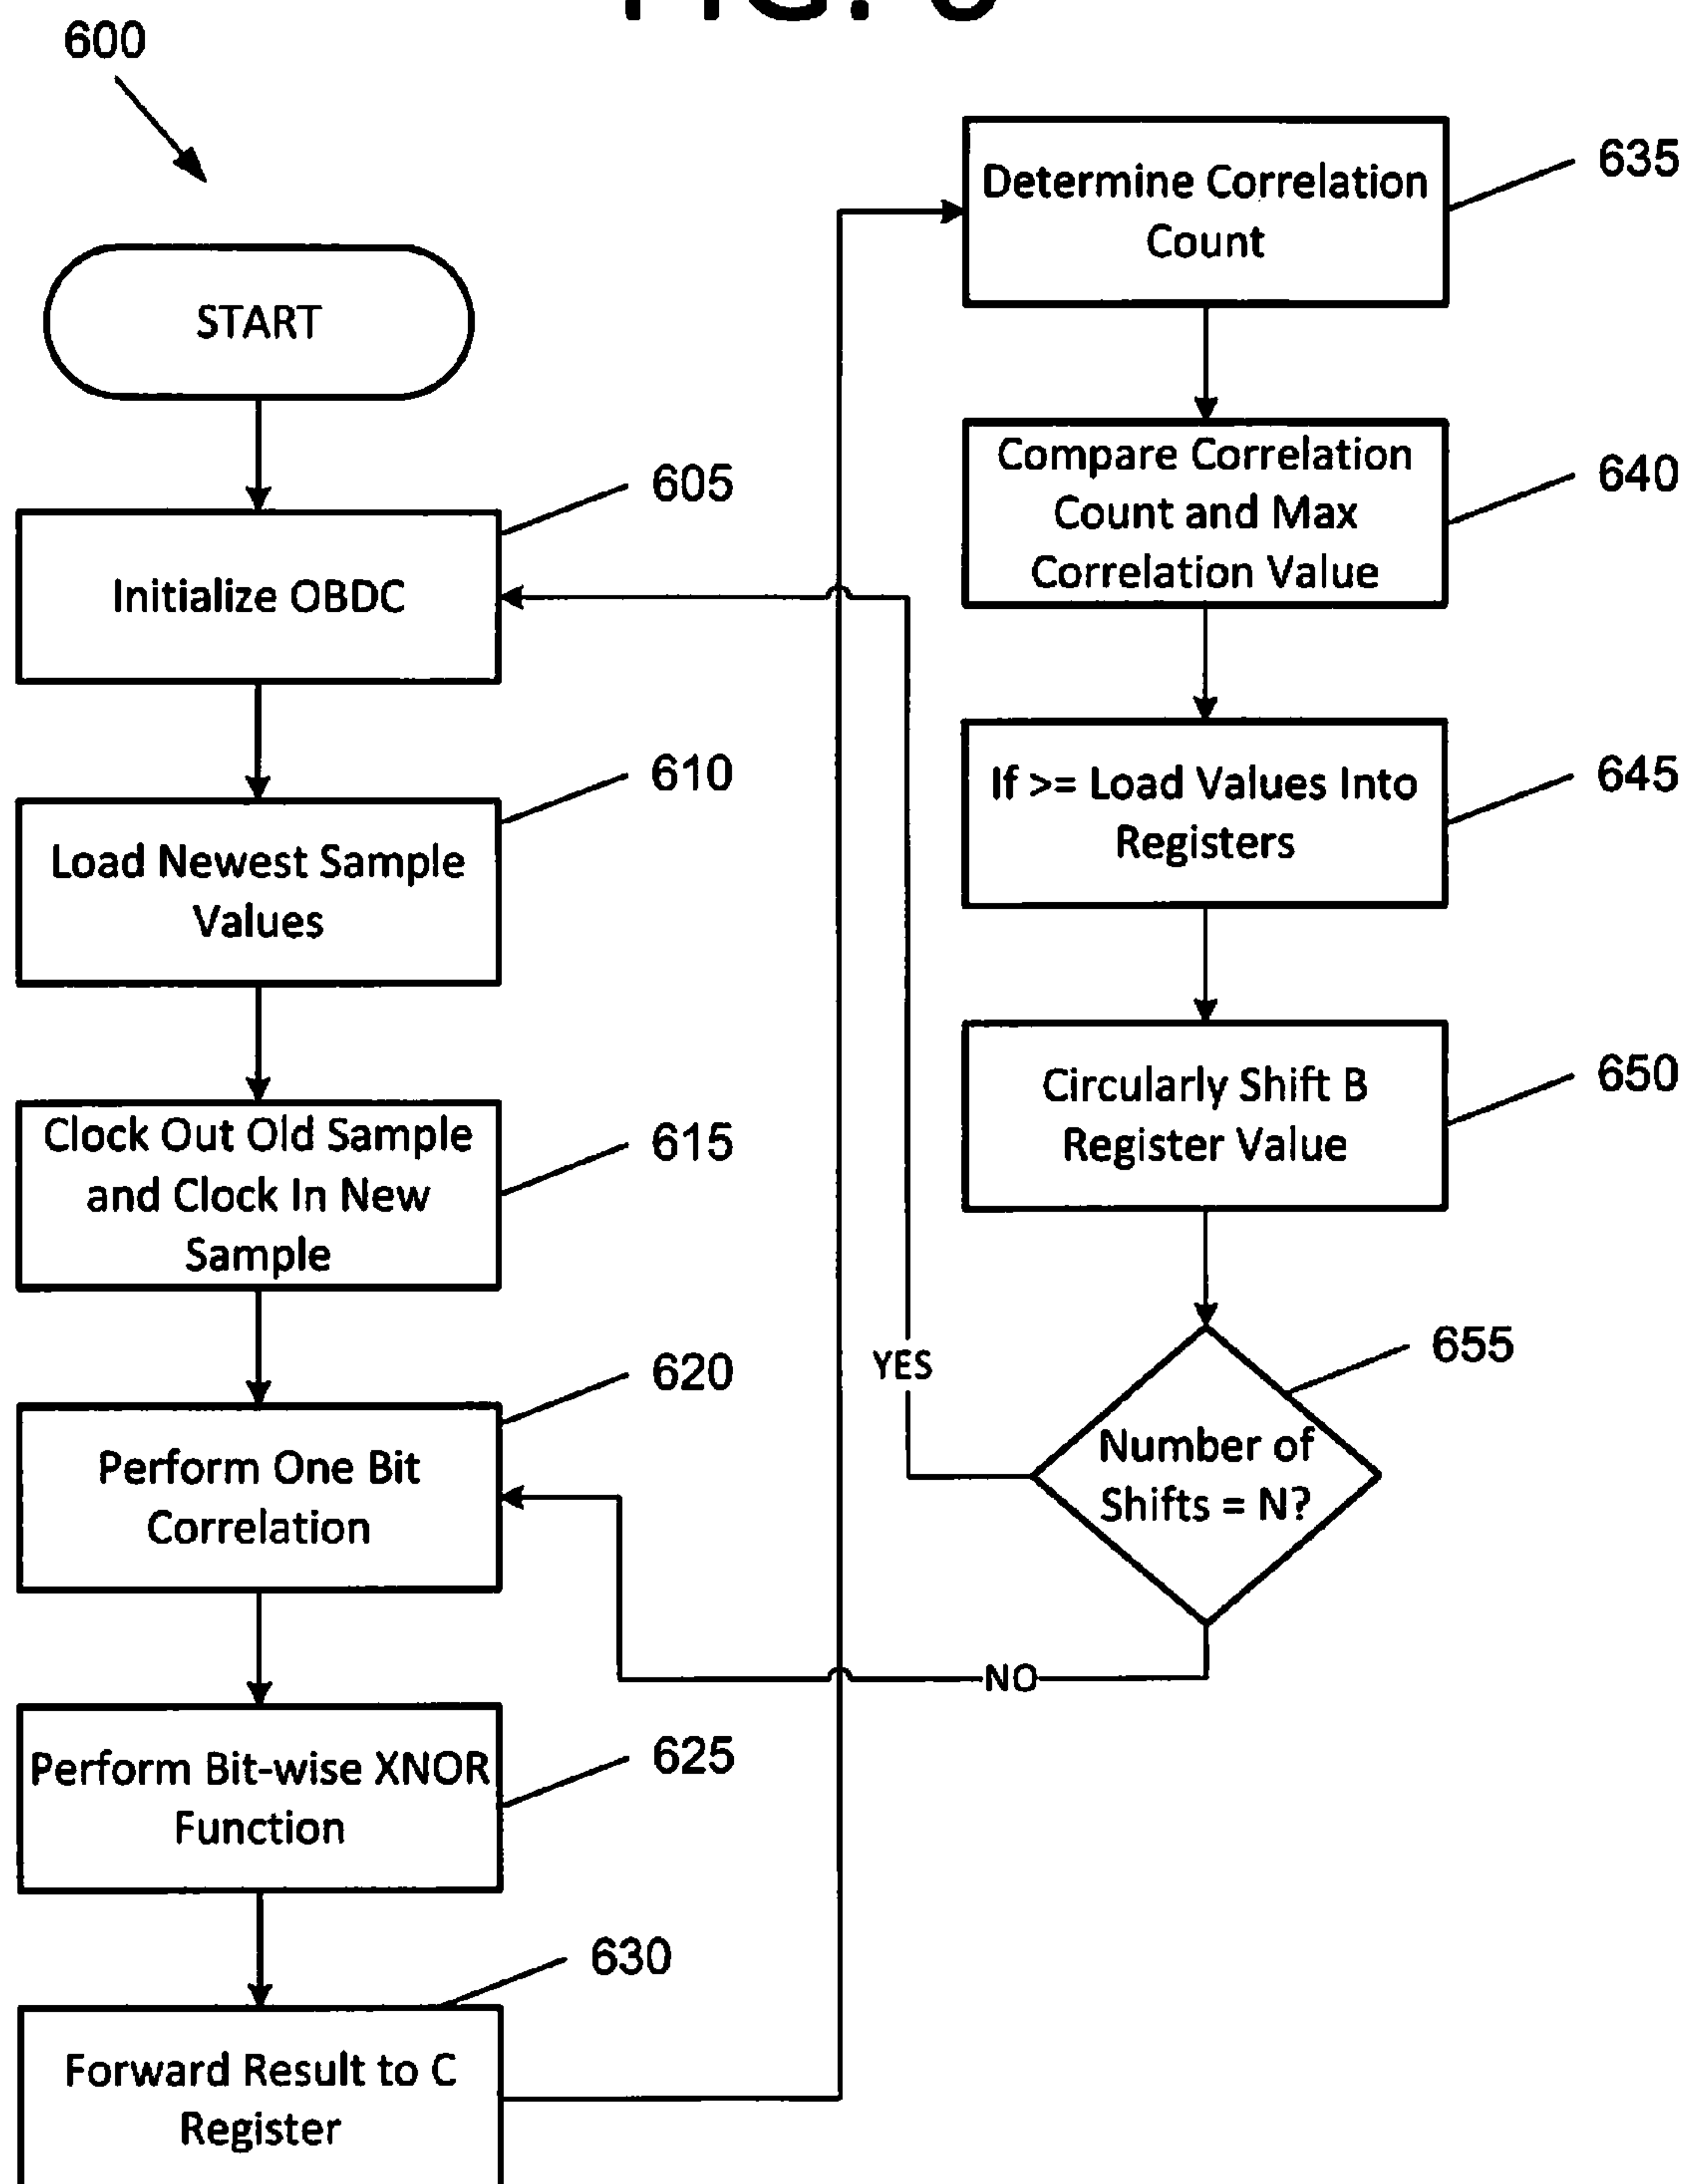 600
START
605
Initialize OBDC
610
Load Newest Sample
Values
615
Clock Out Old Sample
and Clock In New
Sample
620
Perform One Bit
Correlation
625
Perform Bit-wise XNOR
Function
630
Forward Result to C
Register
635
Determine Correlation
Count
640
Compare Correlation
Count and Max
Correlation Value
645
If >= Load Values Into
Registers
650
Circularly Shift B
Register Value
655
Number of
Shifts = N?
YES
NO